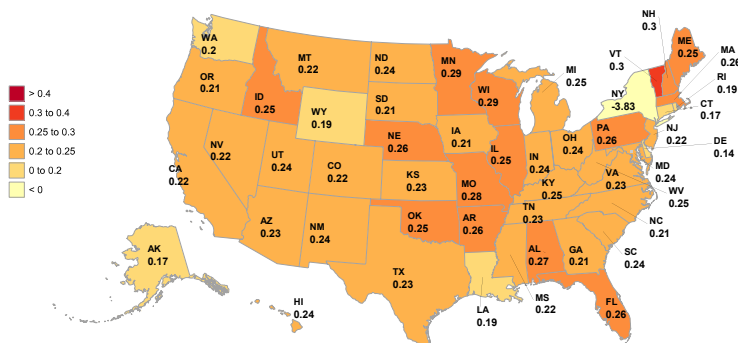 > 0.4
0.3 to 0.4
0.25 to 0.3
0.2 to 0.25
0 to 0.2
< 0
WA
0.2
OR
0.21
CA
0.22
NV
0.22
ID
0.25
MT
0.22
WY
0.19
UT
0.24
CO
0.22
AZ
0.23
NM
0.24
ND
0.24
SD
0.21
NE
0.26
KS
0.23
OK
0.25
TX
0.23
MN
0.29
IA
0.21
MO
0.28
AR
0.26
LA
0.19
WI
0.29
IL
0.25
MI
0.25
IN
0.24
OH
0.24
KY
0.25
TN
0.23
MS
0.22
AL
0.27
GA
0.21
FL
0.26
SC
0.24
NC
0.21
VA
0.23
WV
0.25
MD
0.24
DE
0.14
PA
0.26
NJ
0.22
NY
-3.83
CT
0.17
RI
0.19
MA
0.26
VT
0.3
NH
0.3
ME
0.25
AK
0.17
HI
0.24